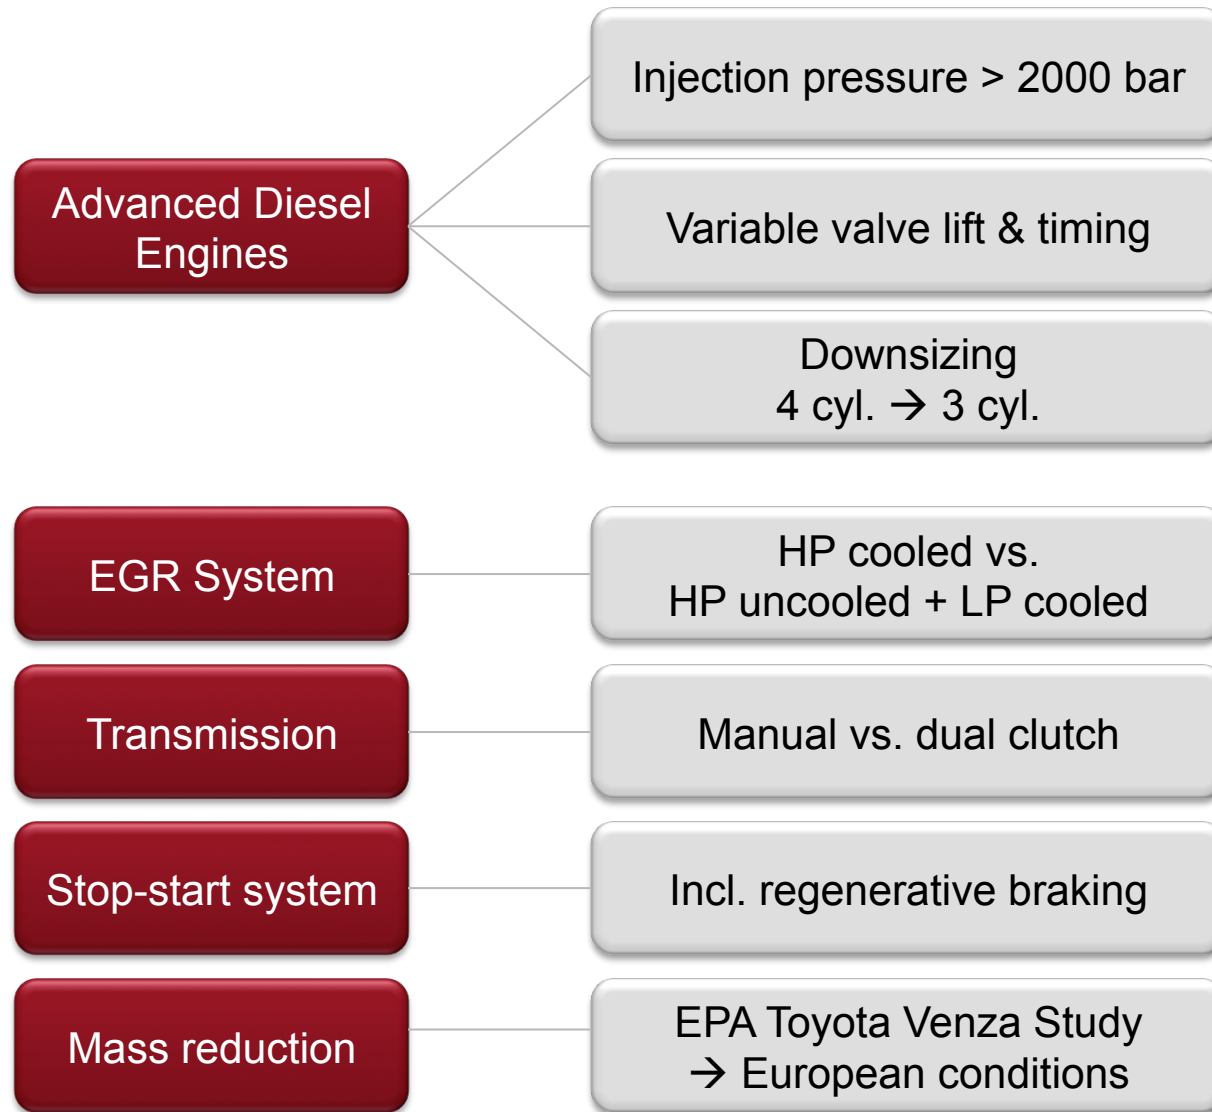 Injection pressure > 2000 bar
Advanced Diesel
Engines
Variable valve lift & timing
Downsizing
4 cyl. → 3 cyl.
EGR System
HP cooled vs.
HP uncooled + LP cooled
Transmission
Manual vs. dual clutch
Stop-start system
Incl. regenerative braking
Mass reduction
EPA Toyota Venza Study
→ European conditions